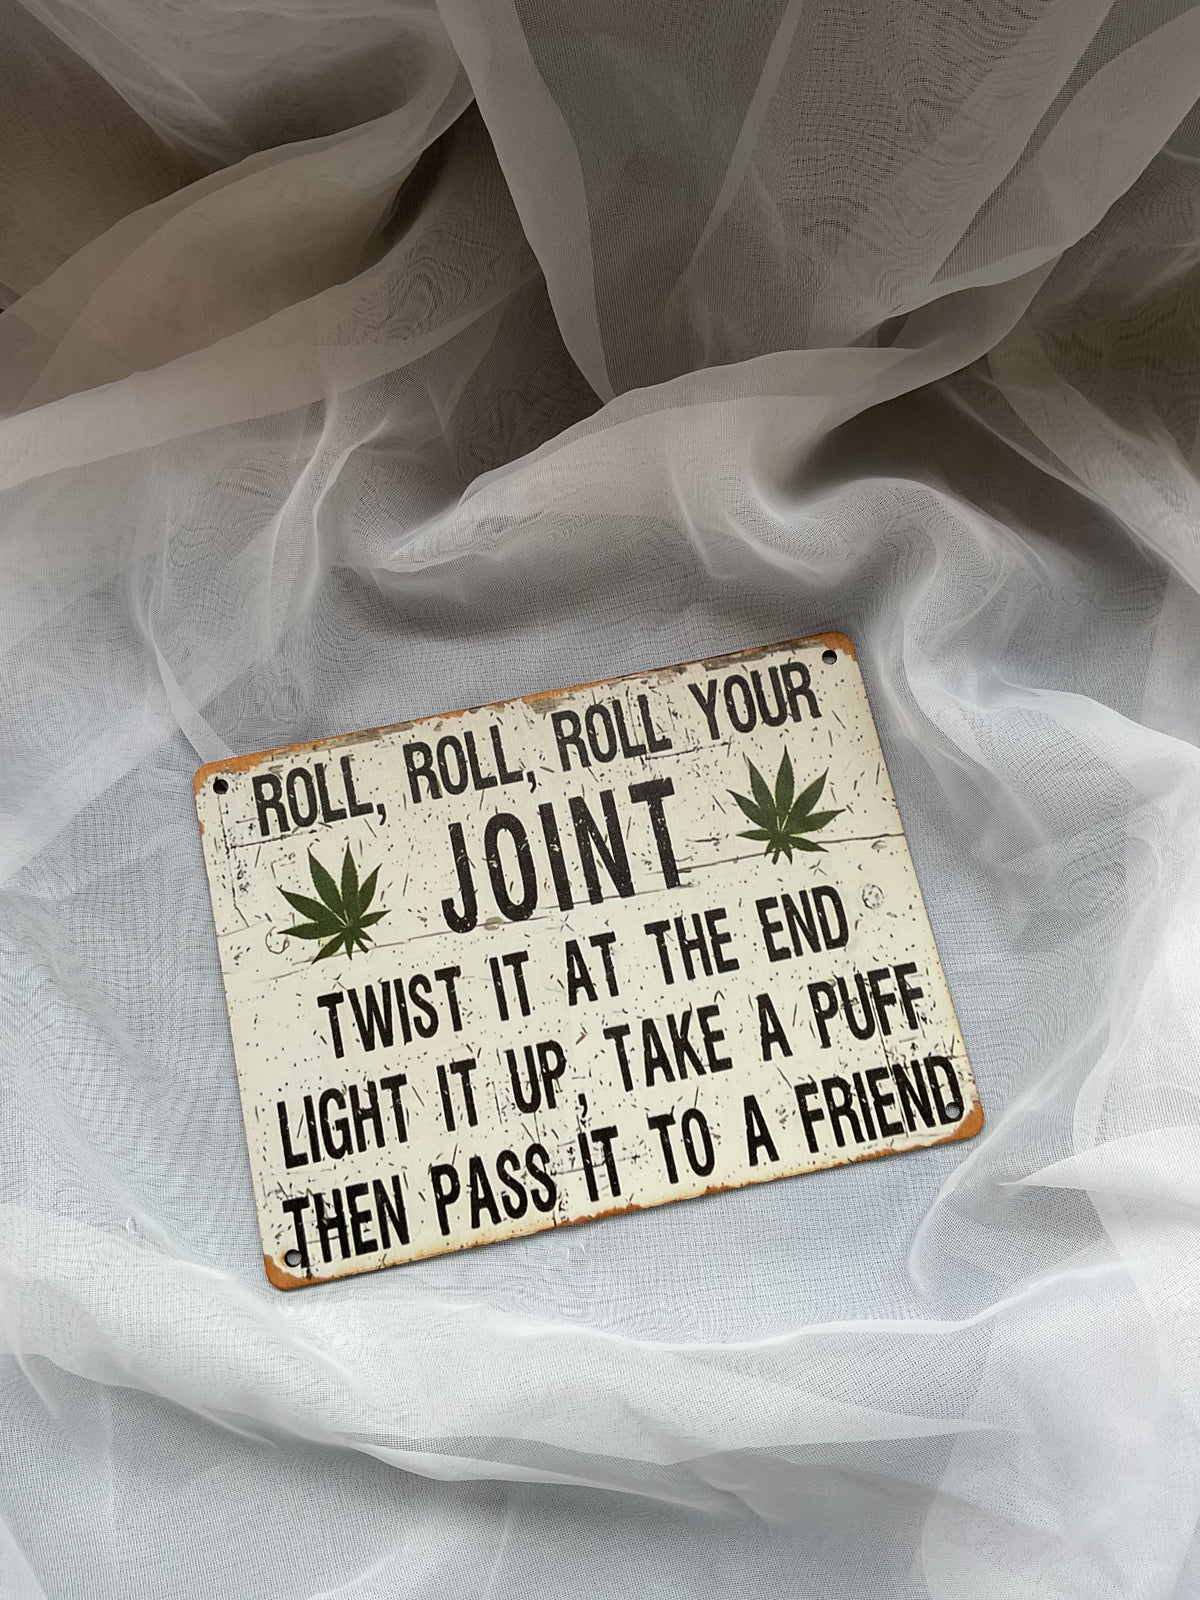 ROLL, ROLL, ROLL YOUR
JOINT
TWIST IT AT THE END
LIGHT IT UP, TAKE A PUFF
THEN PASS IT TO A FRIEND